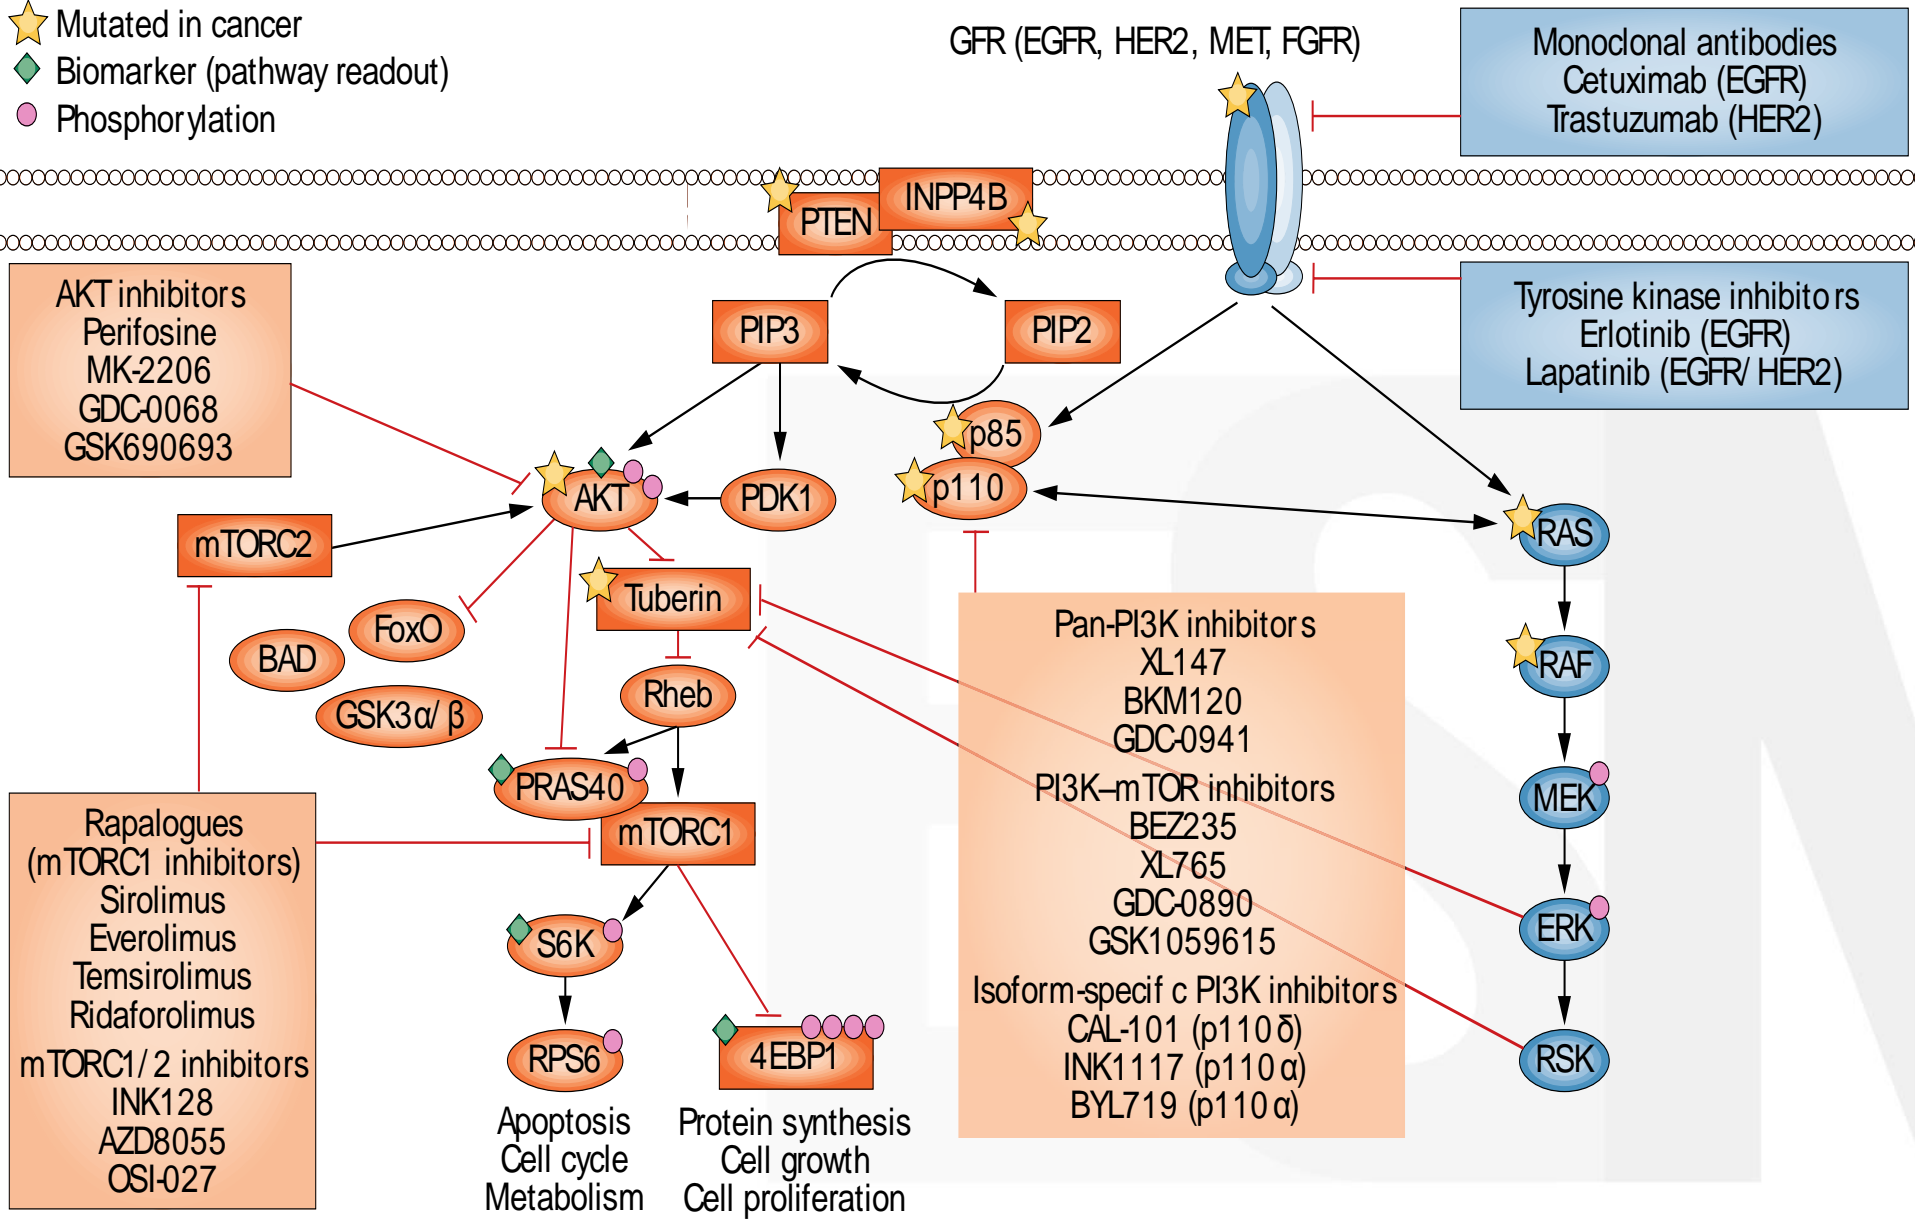 Mutated in cancer
Biomarker (pathway readout)
Phosphorylation
GFR (EGFR, HER2, MET, FGFR)
Monoclonal antibodies
Cetuximab (EGFR)
Trastuzumab (HER2)
INPP4B
PTEN
AKT inhibitors
Perifosine
MK-2206
GDC-0068
GSK690693
PIP3
PIP2
Tyrosine kinase inhibitors
Erlotinib (EGFR)
Lapatinib (EGFR/ HER2)
p85
p110
AKT
PDK1
mTORC2
RAS
Tuberin
FoxO
BAD
GSK3α/ β
Rheb
RAF
PRAS40
mTORC1
MEK
Pan-PI3K inhibitors
XL147
BKM120
GDC-0941
PI3K–mTOR inhibitors
BEZ235
XL765
GDC-0890
GSK1059615
Isoform-specif c PI3K inhibitors
CAL-101 (p110δ)
INK1117 (p110α)
BYL719 (p110α)
Rapalogues
(mTORC1 inhibitors)
Sirolimus
Everolimus
Temsirolimus
Ridaforolimus
mTORC1/2 inhibitors
INK128
AZD8055
OSI-027
S6K
ERK
RPS6
4EBP1
RSK
Apoptosis
Cell cycle
Metabolism
Protein synthesis
Cell growth
Cell proliferation